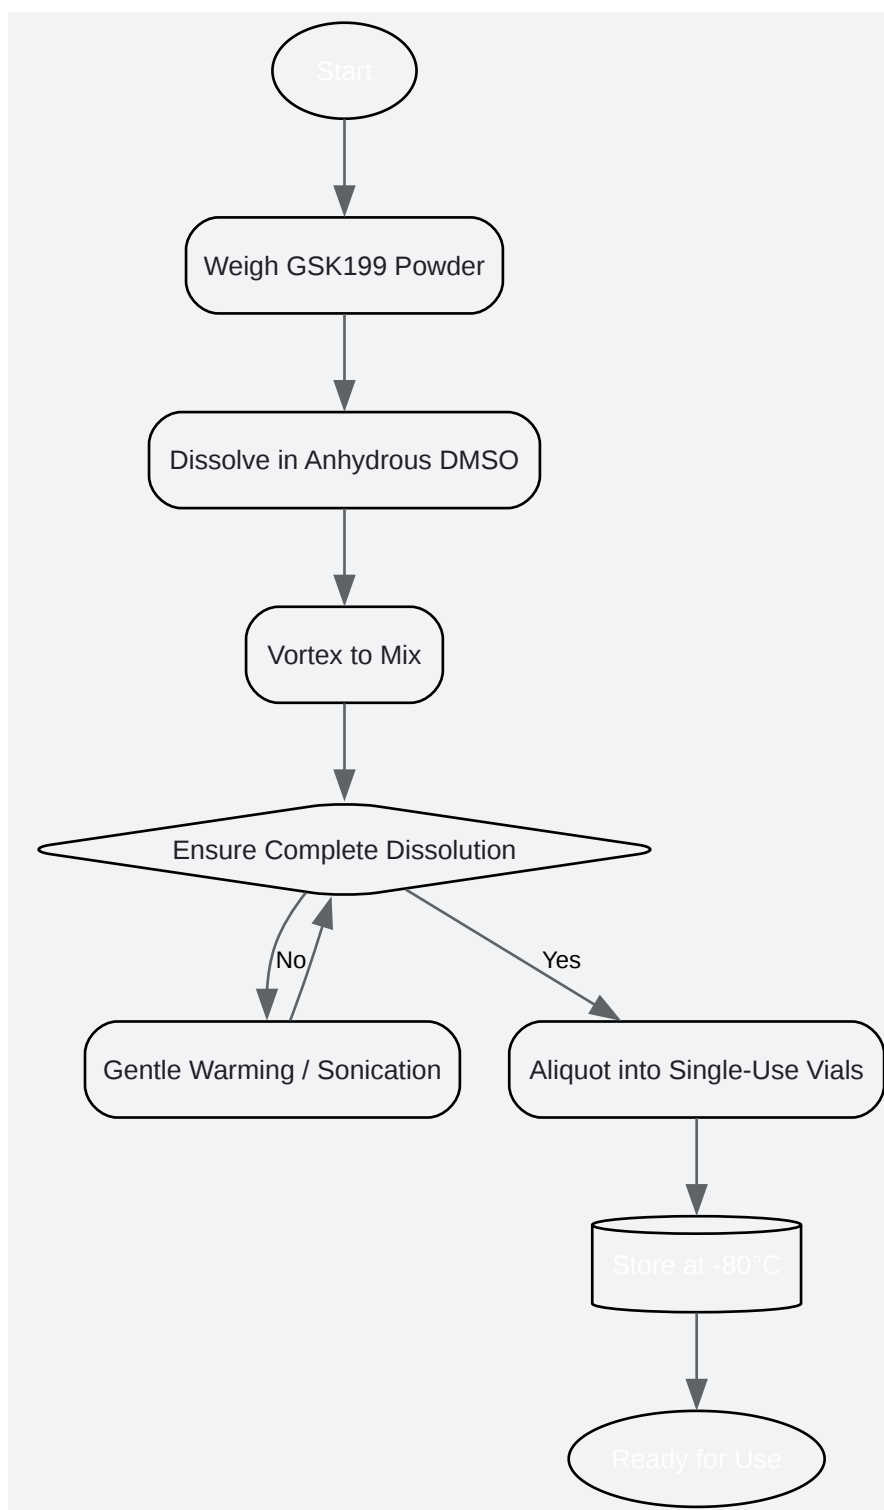 Start
Weigh GSK199 Powder
Dissolve in Anhydrous DMSO
Vortex to Mix
Ensure Complete Dissolution
No
Yes
Gentle Warming / Sonication
Aliquot into Single-Use Vials
Store at -80°C
Ready for Use